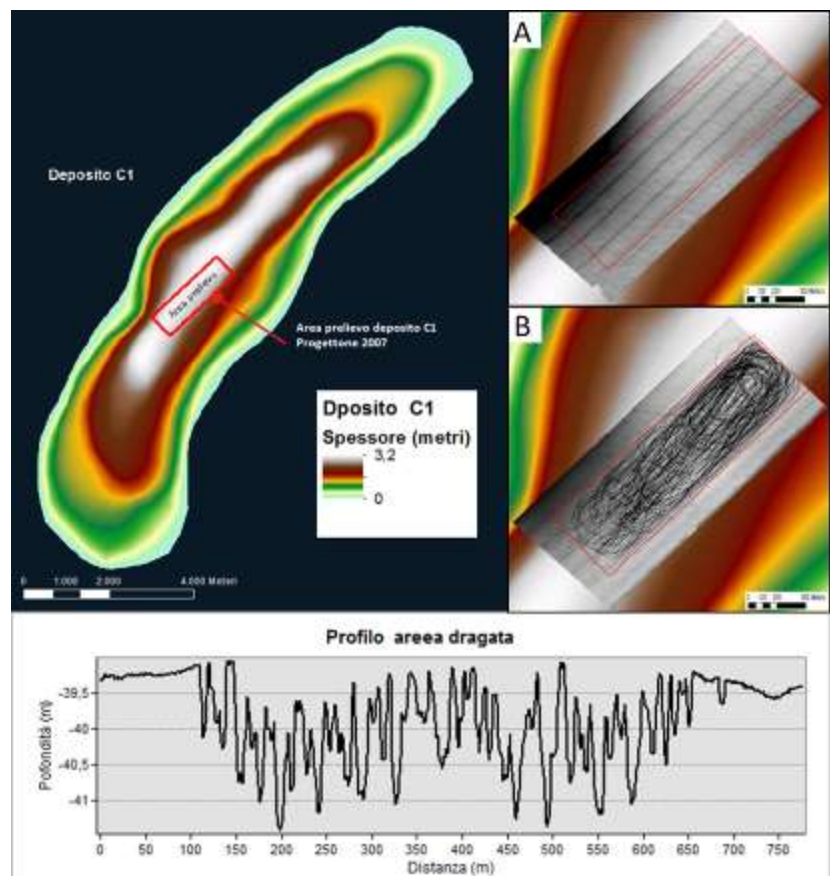 Deposito C1
Area prelievo
Area prelievo deposito C1
Progettone 2007
Dposito C1
Spessore (metri)
3,2
0
0 1.000 2.000 4.000 Meteri
A
B
Profilo areea dragata
Pofondità (m)
-39,5
-40
-40,5
-41
0 50 100 150 200 250 300 350 400 450 500 550 600 650 700 750
Distanza (m)